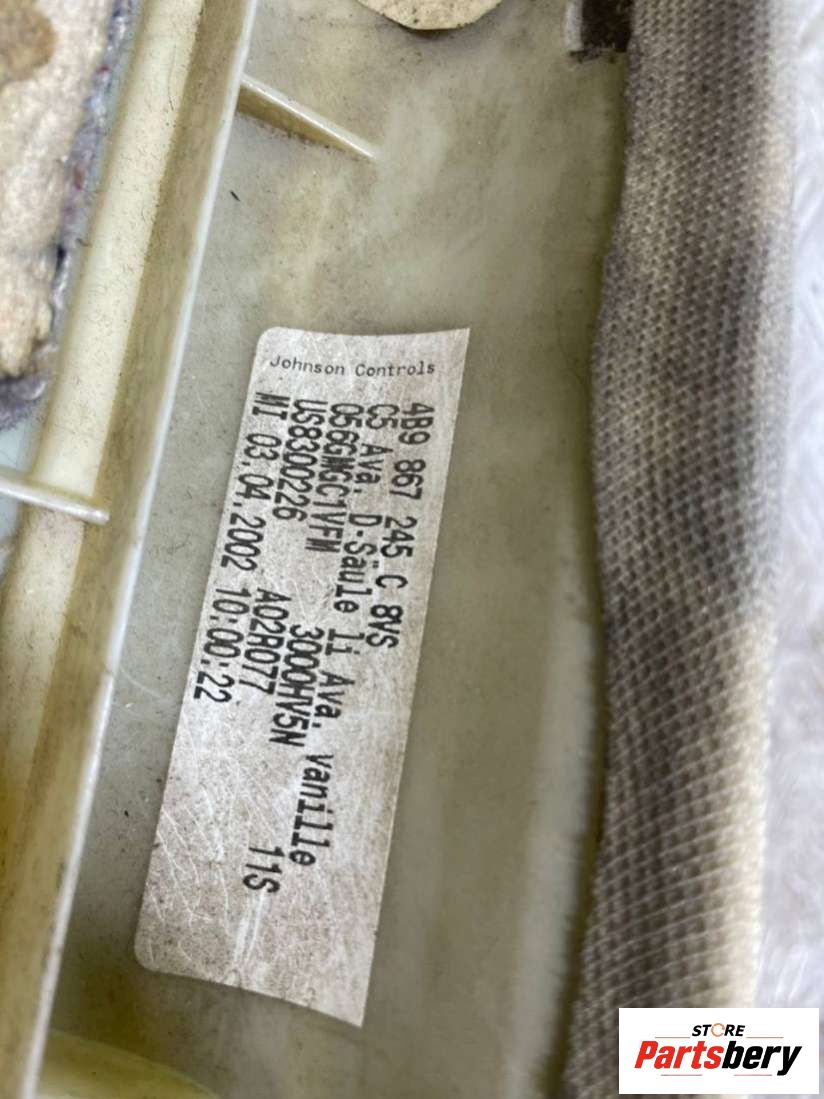 Johnson Controls
4B9 867 245 C 8VS
C5 Ava. D-Säule li Ava. vanille
056GMGC1VFM 3000HV5N
US8300226 A02R077 11S
MI 03.04.2002 10:00:22
STORE
Partsbery